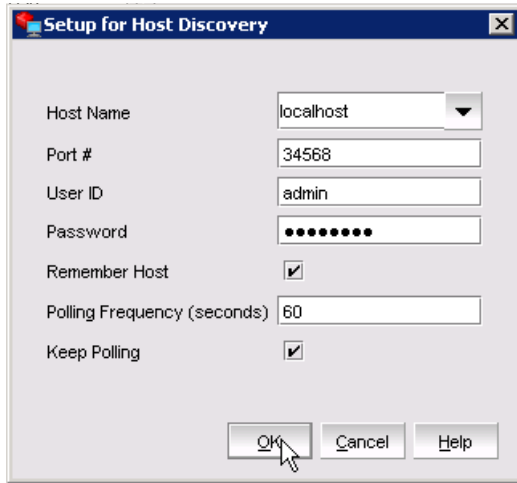 Setup for Host Discovery
Host Name localhost
Port # 34568
User ID admin
Password ●●●●●●●●
Remember Host
Polling Frequency (seconds) 60
Keep Polling
OK Cancel Help